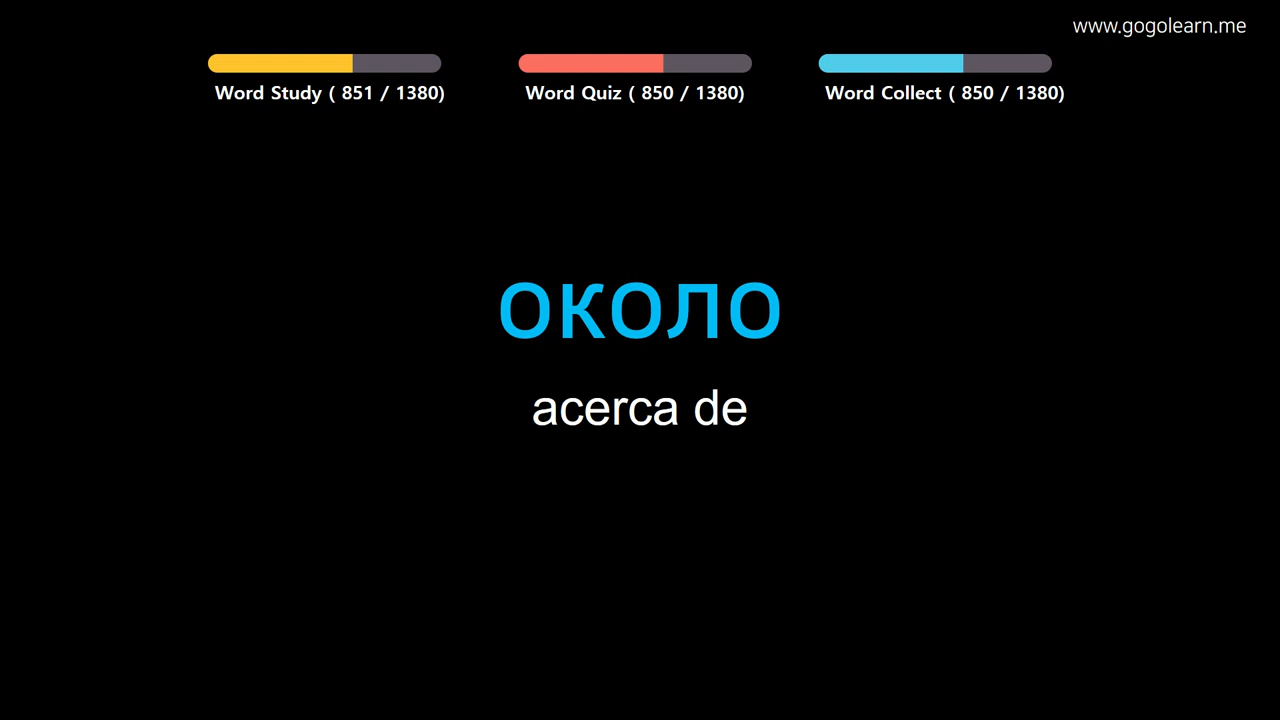 www.gogolearn.me
Word Study ( 851 / 1380)
Word Quiz ( 850 / 1380)
Word Collect ( 850 / 1380)
около
acerca de